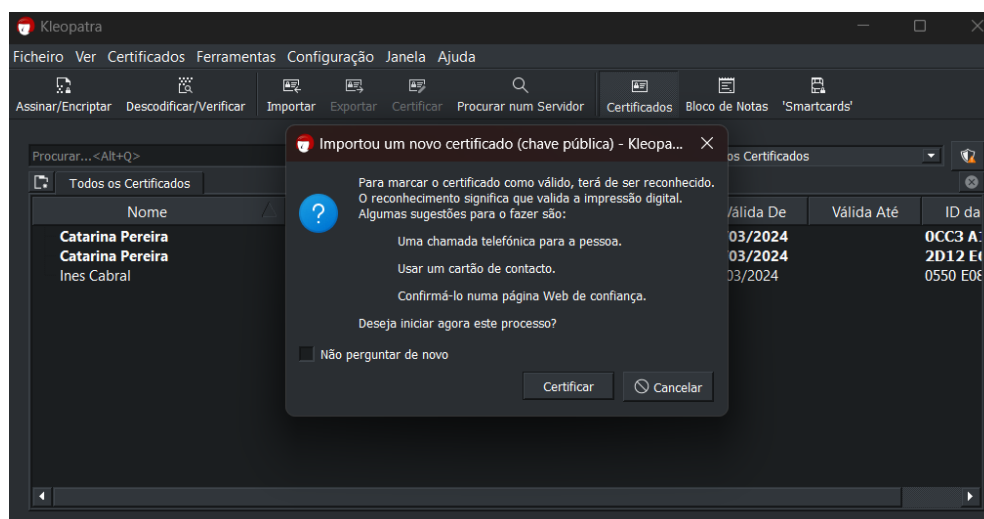 Kleopatra
Ficheiro Ver Certificados Ferramentas Configuração Janela Ajuda
Assinar/Encriptar Descodificar/Verificar Importar Exportar Certificar Procurar num Servidor Certificados Bloco de Notas 'Smartcards'
Importou um novo certificado (chave pública) - Kleopa...
Procurar...<Alt+Q> os Certificados
Todos os Certificados
Nome Válida De Válida Até ID da
Catarina Pereira 03/2024 0CC3 A
Catarina Pereira 03/2024 2D12 E
Ines Cabral 03/2024 0550 E08
Para marcar o certificado como válido, terá de ser reconhecido.
O reconhecimento significa que valida a impressão digital.
Algumas sugestões para o fazer são:
Uma chamada telefónica para a pessoa.
Usar um cartão de contacto.
Confirmá-lo numa página Web de confiança.
Deseja iniciar agora este processo?
Não perguntar de novo
Certificar Cancelar